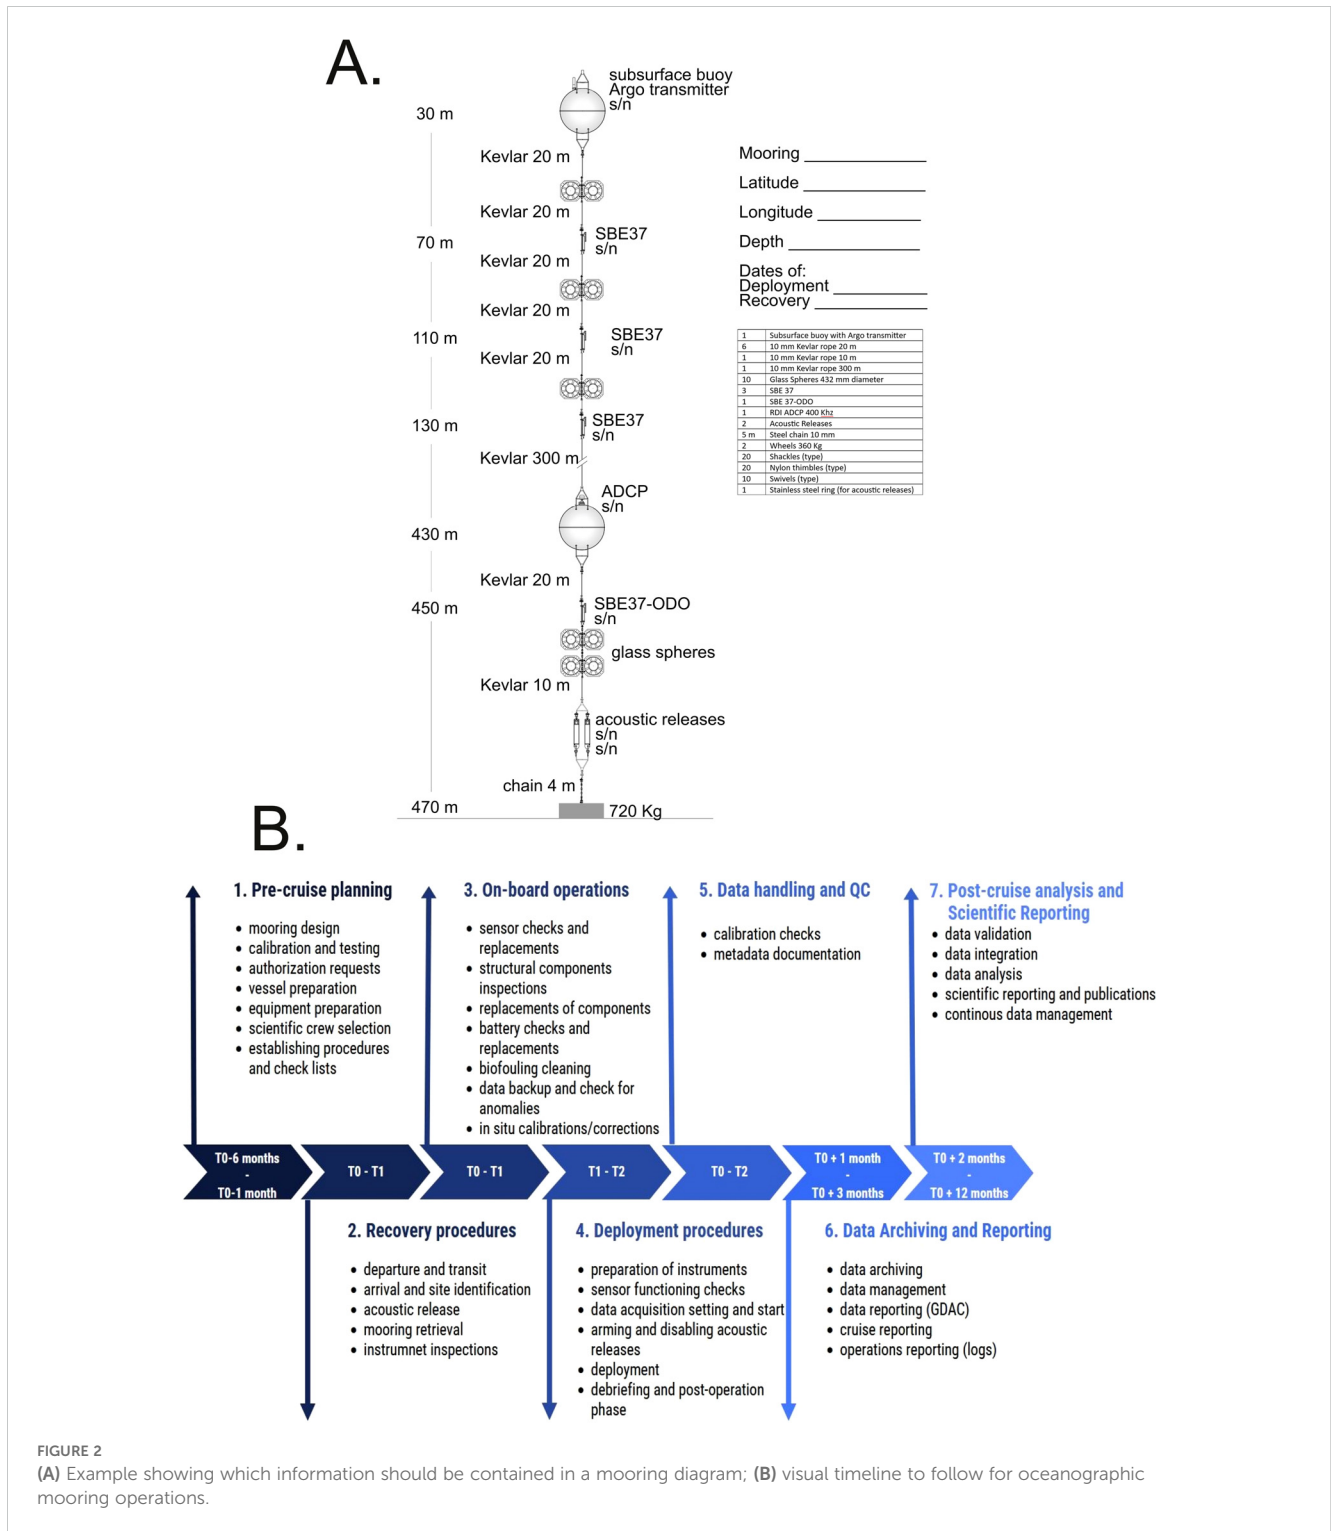 A.
subsurface buoy
Argo transmitter
s/n
30 m
Kevlar 20 m
Kevlar 20 m
SBE37
s/n
70 m
Kevlar 20 m
Kevlar 20 m
SBE37
s/n
110 m
Kevlar 20 m
SBE37
s/n
130 m
Kevlar 300 m
ADCP
s/n
430 m
Kevlar 20 m
SBE37-ODO
s/n
450 m
glass spheres
Kevlar 10 m
acoustic releases
s/n
s/n
chain 4 m
470 m
720 Kg
Mooring
Latitude
Longitude
Depth
Dates of:
Deployment
Recovery
1 Subsurface buoy with Argo transmitter
6 10 mm Kevlar rope 20 m
1 10 mm Kevlar rope 10 m
1 10 mm Kevlar rope 300 m
10 Glass Spheres 432 mm diameter
3 SBE 37
1 SBE 37-ODO
1 RDI ADCP 400 Khz
2 Acoustic Releases
5 m Steel chain 10 mm
2 Wheels 360 Kg
20 Shackles (type)
20 Nylon thimbles (type)
10 Swivels (type)
1 Stainless steel ring (for acoustic releases)
B.
1. Pre-cruise planning
• mooring design
• calibration and testing
• authorization requests
• vessel preparation
• equipment preparation
• scientific crew selection
• establishing procedures
and check lists
3. On-board operations
• sensor checks and
replacements
• structural components
inspections
• replacements of components
• battery checks and
replacements
• biofouling cleaning
• data backup and check for
anomalies
• in situ calibrations/corrections
5. Data handling and QC
• calibration checks
• metadata documentation
7. Post-cruise analysis and
Scientific Reporting
• data validation
• data integration
• data analysis
• scientific reporting and publications
• continous data management
T0-6 months
-
T0-1 month
T0 - T1
T0 - T1
T1 - T2
T0 - T2
T0 + 1 month
-
T0 + 3 months
T0 + 2 months
-
T0 + 12 months
2. Recovery procedures
• departure and transit
• arrival and site identification
• acoustic release
• mooring retrieval
• instrumnet inspections
4. Deployment procedures
• preparation of instruments
• sensor functioning checks
• data acquisition setting and start
• arming and disabling acoustic
releases
• deployment
• debriefing and post-operation
phase
6. Data Archiving and Reporting
• data archiving
• data management
• data reporting (GDAC)
• cruise reporting
• operations reporting (logs)
FIGURE 2
(A) Example showing which information should be contained in a mooring diagram; (B) visual timeline to follow for oceanographic
mooring operations.